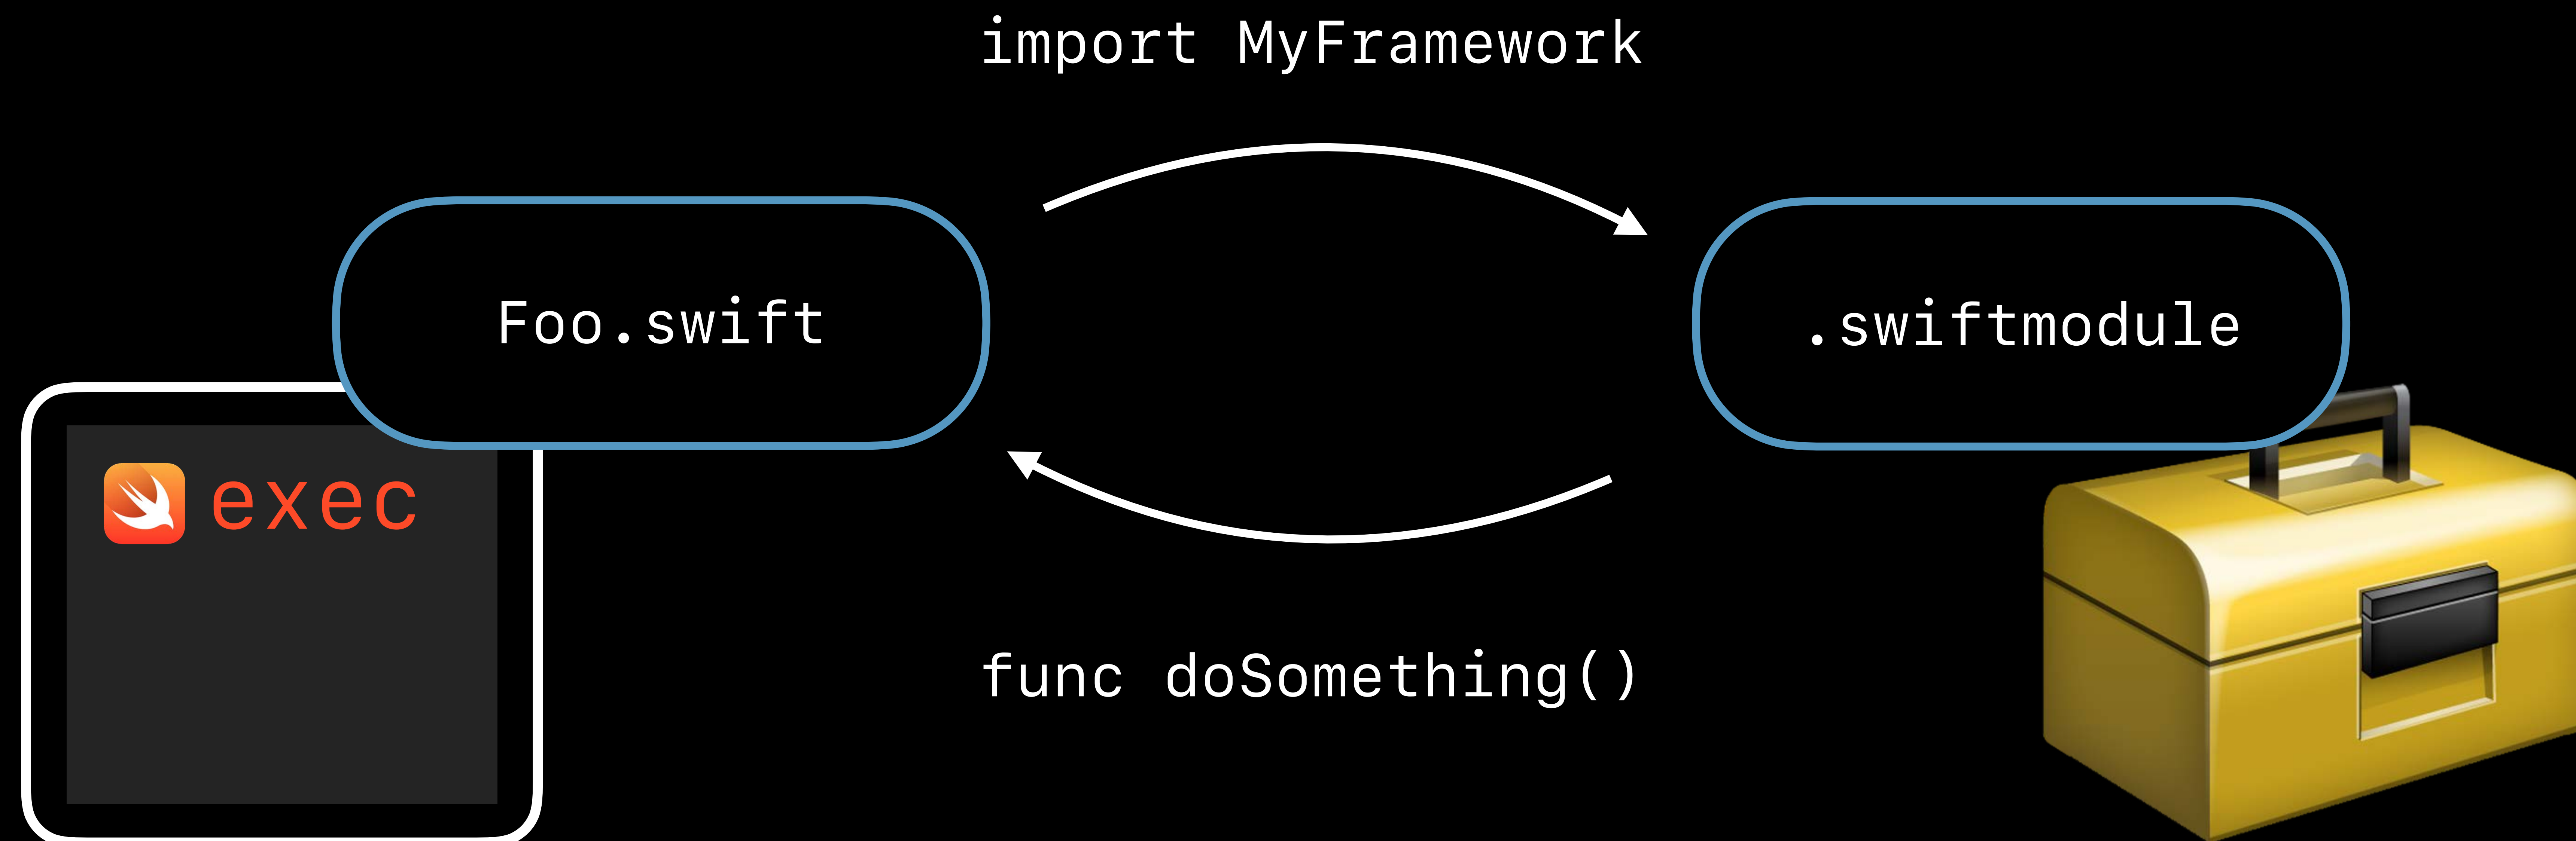 import MyFramework
Foo.swift
.swiftmodule
exec
func doSomething()